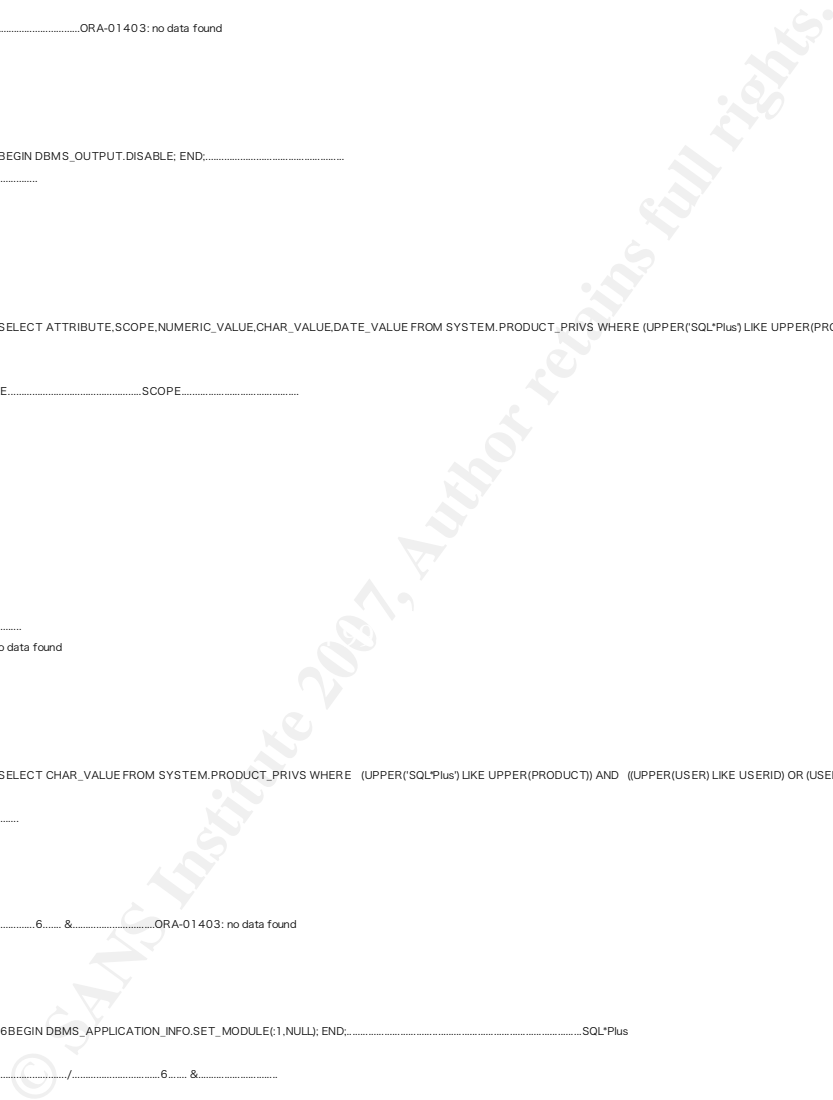 ..............................ORA-01403: no data found
BEGIN DBMS_OUTPUT.DISABLE; END;...................................................
..............
SELECT ATTRIBUTE,SCOPE,NUMERIC_VALUE,CHAR_VALUE,DATE_VALUE FROM SYSTEM.PRODUCT_PRIVS WHERE (UPPER('SQL*Plus') LIKE UPPER(PRO
E..................................................SCOPE............................................
........
o data found
SELECT CHAR_VALUE FROM SYSTEM.PRODUCT_PRIVS WHERE (UPPER('SQL*Plus') LIKE UPPER(PRODUCT)) AND ((UPPER(USER) LIKE USERID) OR (USE
.......
.............6....... &...............................ORA-01403: no data found
6BEGIN DBMS_APPLICATION_INFO.SET_MODULE(:1,NULL); END;........................................................................................SQL*Plus
........................./.................................6....... &..............................
© SANS Institute 2007, Author retains full rights.